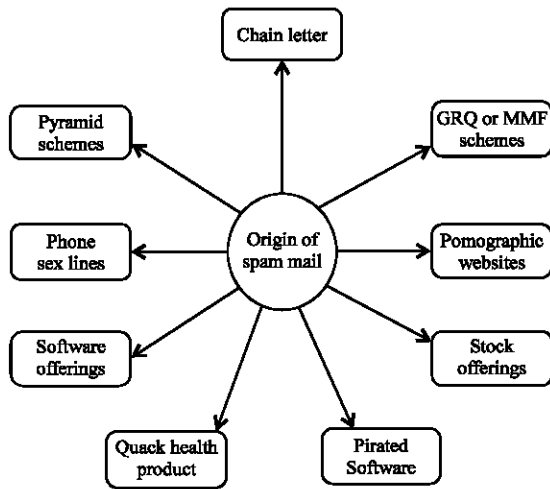 Chain letter
Pyramid
schemes
GRQ or MMF
schemes
Origin of
spam mail
Phone
sex lines
Pomographic
websites
Software
offerings
Stock
offerings
Quack health
product
Pirated
Software